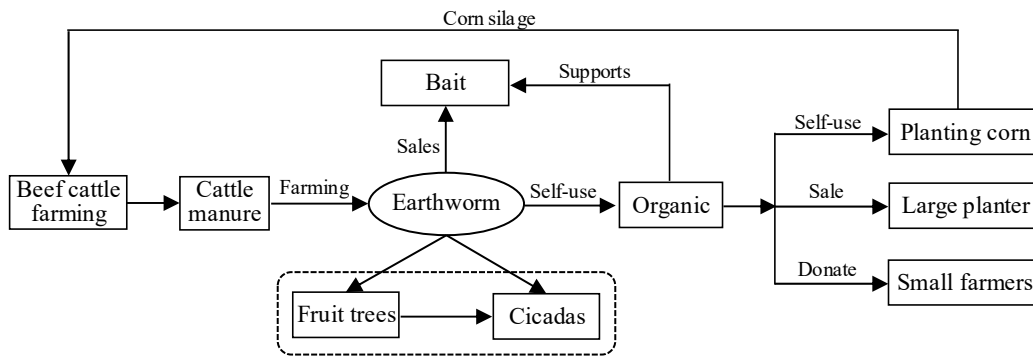 Corn silage
Bait
Supports
Sales
Self-use
Planting corn
Beef cattle
farming
Cattle
manure
Farming
Earthworm
Self-use
Organic
Sale
Large planter
Donate
Small farmers
Fruit trees
Cicadas